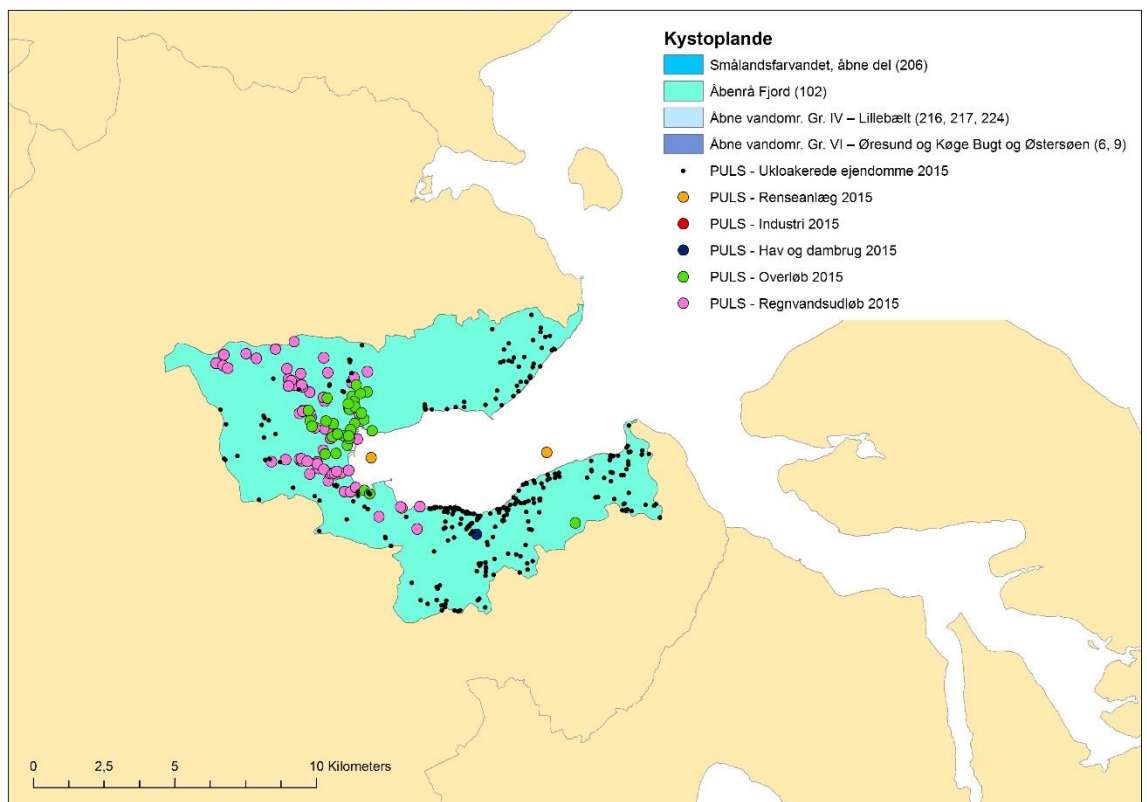 Kystoplande
Smålandsfarvandet, åbne del (206)
Åbenrå Fjord (102)
Åbne vandomr. Gr. IV – Lillebælt (216, 217, 224)
Åbne vandomr. Gr. VI – Øresund og Køge Bugt og Østersøen (6, 9)
PULS - Ukloakerede ejendomme 2015
PULS - Renseanlæg 2015
PULS - Industri 2015
PULS - Hav og dambrug 2015
PULS - Overløb 2015
PULS - Regnvandsudløb 2015
0 2,5 5 10 Kilometers